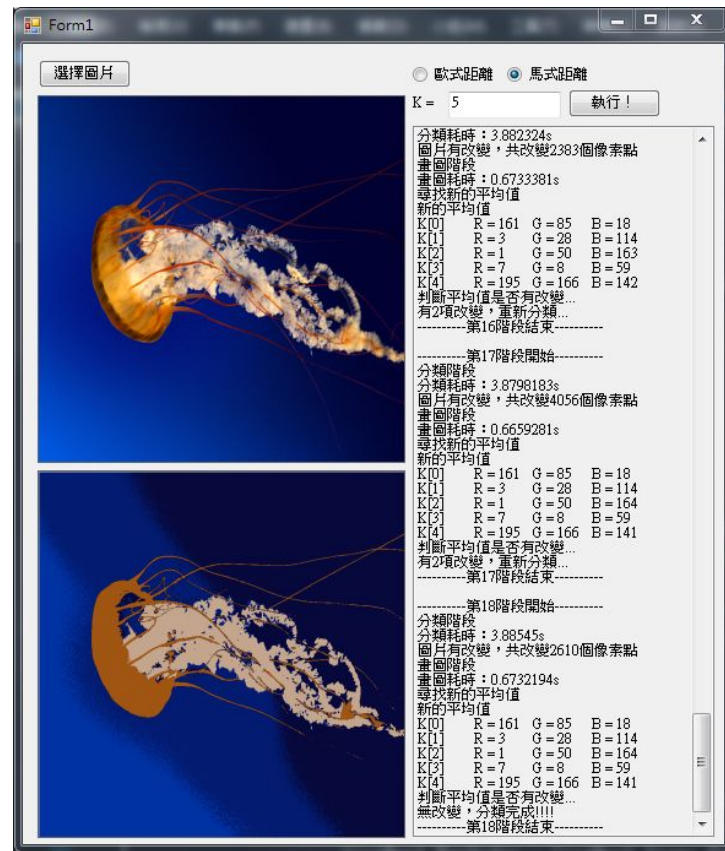 Form1
選擇圖片
歐式距離 馬式距離
K = 5 執行！
分類耗時：3.882324s
圖片有改變，共改變2383個像素點
畫圖階段
畫圖耗時：0.6733381s
尋找新的平均值
新的平均值
K[0] R = 161 G = 85 B = 18
K[1] R = 3 G = 28 B = 114
K[2] R = 1 G = 50 B = 163
K[3] R = 7 G = 8 B = 59
K[4] R = 195 G = 166 B = 142
判斷平均值是否有改變...
有2項改變，重新分類...
----------第16階段結束----------
----------第17階段開始----------
分類階段
分類耗時：3.8798183s
圖片有改變，共改變4056個像素點
畫圖階段
畫圖耗時：0.6659281s
尋找新的平均值
新的平均值
K[0] R = 161 G = 85 B = 18
K[1] R = 3 G = 28 B = 114
K[2] R = 1 G = 50 B = 164
K[3] R = 7 G = 8 B = 59
K[4] R = 195 G = 166 B = 141
判斷平均值是否有改變...
有2項改變，重新分類...
----------第17階段結束----------
----------第18階段開始----------
分類階段
分類耗時：3.88545s
圖片有改變，共改變2610個像素點
畫圖階段
畫圖耗時：0.6732194s
尋找新的平均值
新的平均值
K[0] R = 161 G = 85 B = 18
K[1] R = 3 G = 28 B = 114
K[2] R = 1 G = 50 B = 164
K[3] R = 7 G = 8 B = 59
K[4] R = 195 G = 166 B = 141
判斷平均值是否有改變...
無改變，分類完成!!!!
----------第18階段結束----------